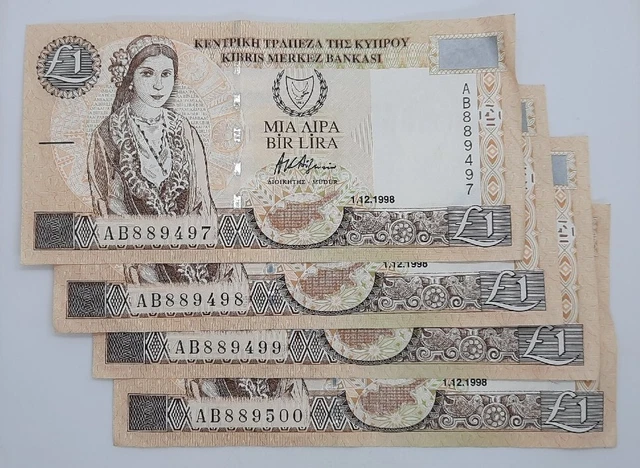 £1
ΚΕΝΤΡΙΚΗ ΤΡΑΠΕΖΑ ΤΗΣ ΚΥΠΡΟΥ
KIBRIS MERKEZ BANKASI
ΜΙΑ ΛΙΡΑ
BİR LİRA
ΔΙΟΙΚΗΤΗΣ - MÜDÜR
AB889497
1.12.1998
AB889497
£1
1.12.1998
AB889498
£1
AB889499
£1
1.12.1998
AB889500
£1